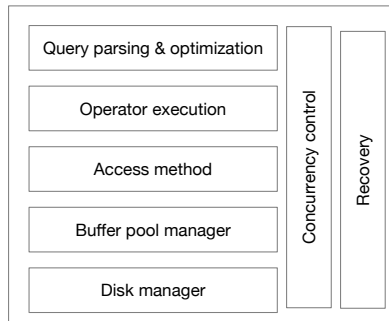 Query parsing & optimization
Operator execution
Access method
Buffer pool manager
Disk manager
Concurrency control
Recovery